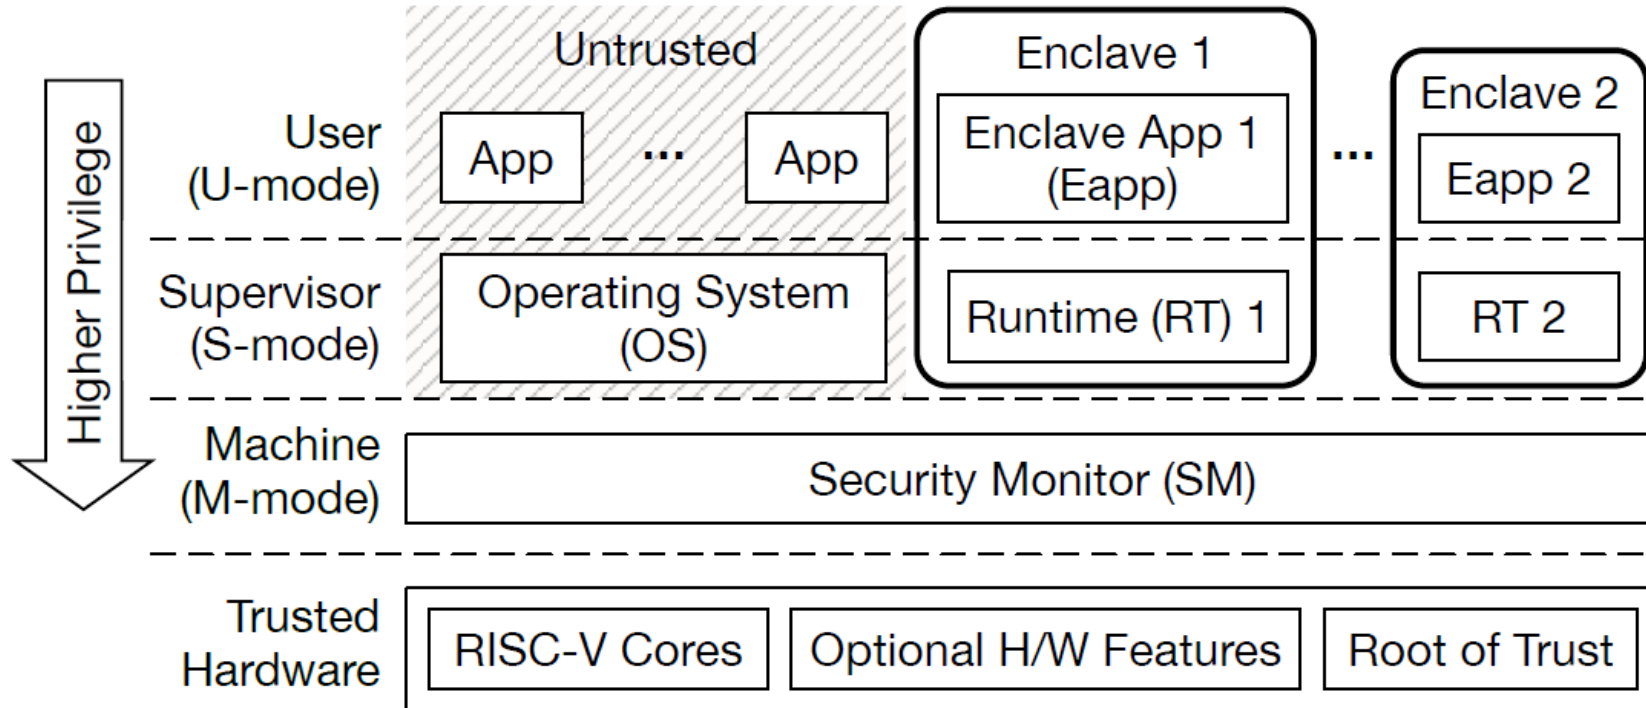 Higher Privilege
User
(U-mode)
Untrusted
App
...
App
Enclave 1
Enclave App 1
(Eapp)
...
Enclave 2
Eapp 2
Supervisor
(S-mode)
Operating System
(OS)
Runtime (RT) 1
RT 2
Machine
(M-mode)
Security Monitor (SM)
Trusted
Hardware
RISC-V Cores
Optional H/W Features
Root of Trust